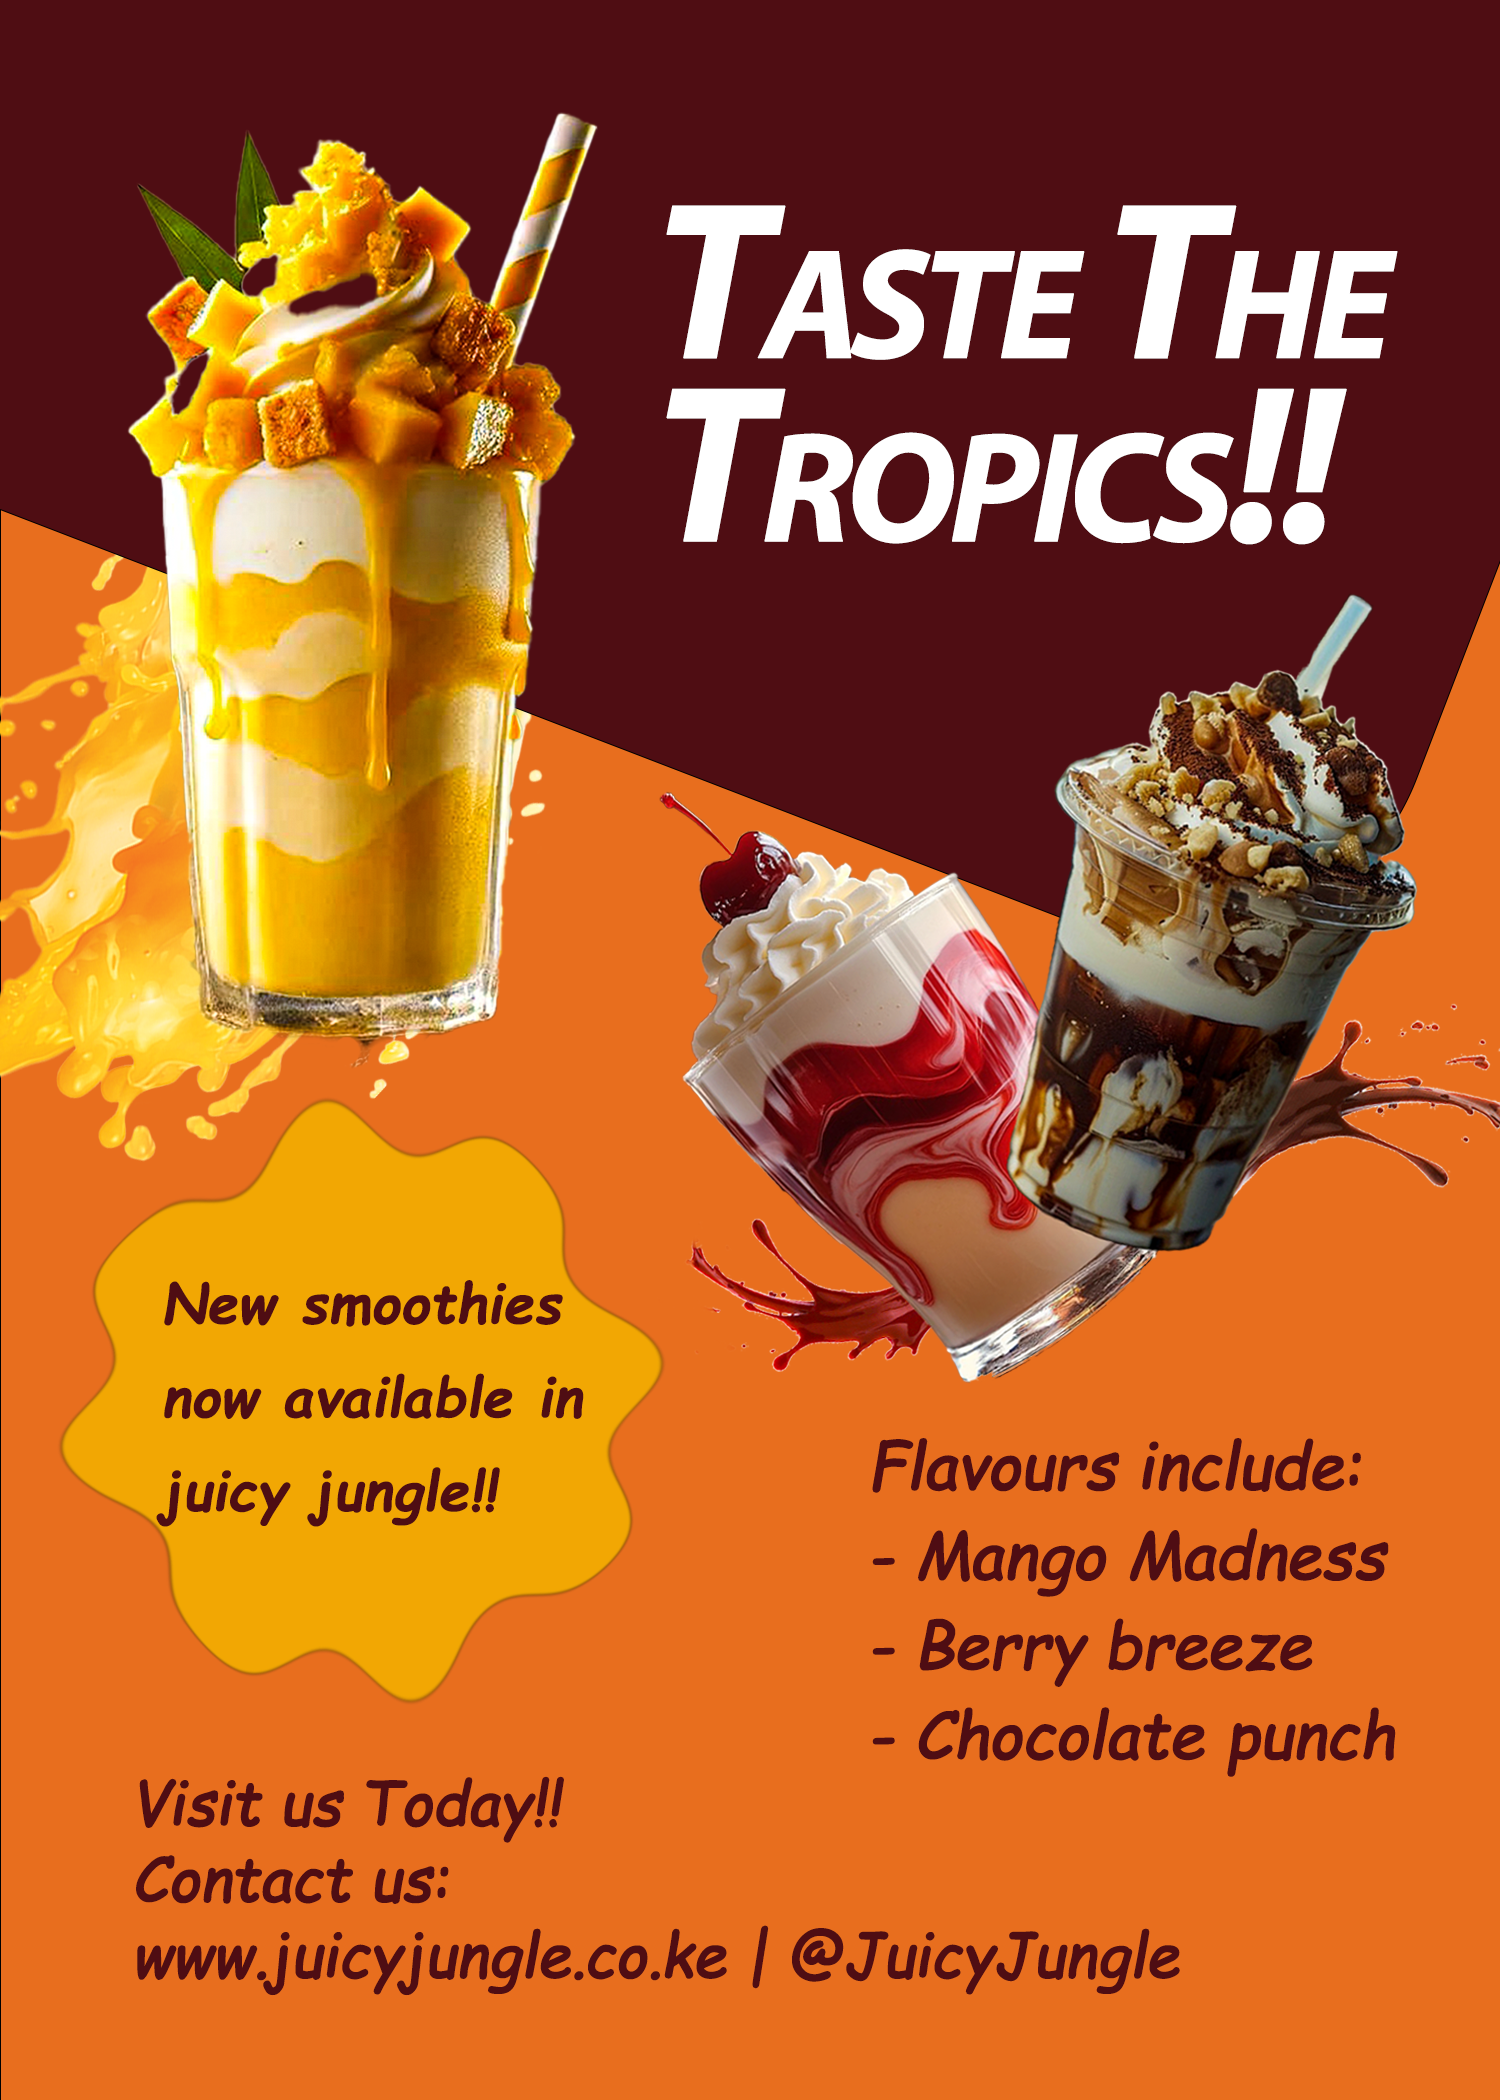 Taste The
Tropics!!
New smoothies
now available in
juicy jungle!!
Flavours include:
- Mango Madness
- Berry breeze
- Chocolate punch
Visit us Today!!
Contact us:
www.juicyjungle.co.ke | @JuicyJungle